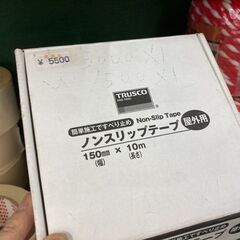 ¥5500
TRUSCO
簡単施工ですべり止め Non-Slip Tape
ノンスリップテープ 屋外用
150mm × 10m
(幅) (長さ)